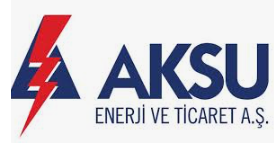 AKSU
ENERJİ VE TİCARET A.Ş.